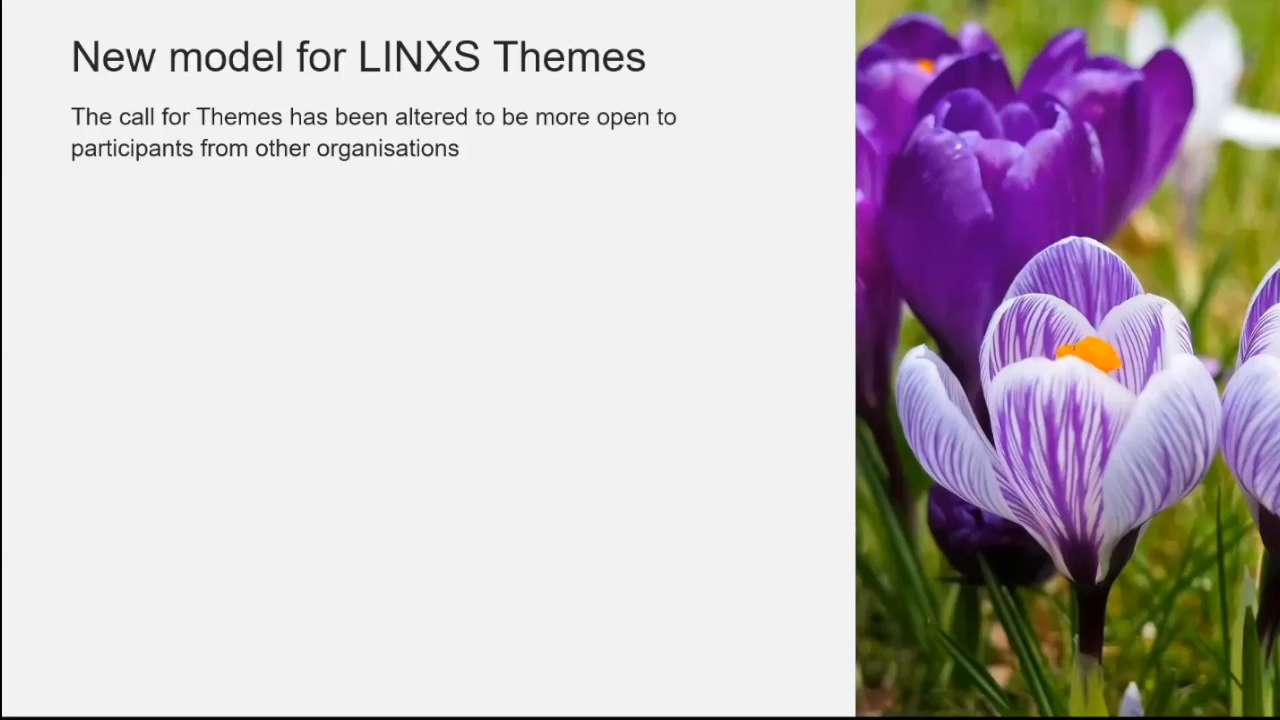 New model for LINXS Themes
The call for Themes has been altered to be more open to
participants from other organisations